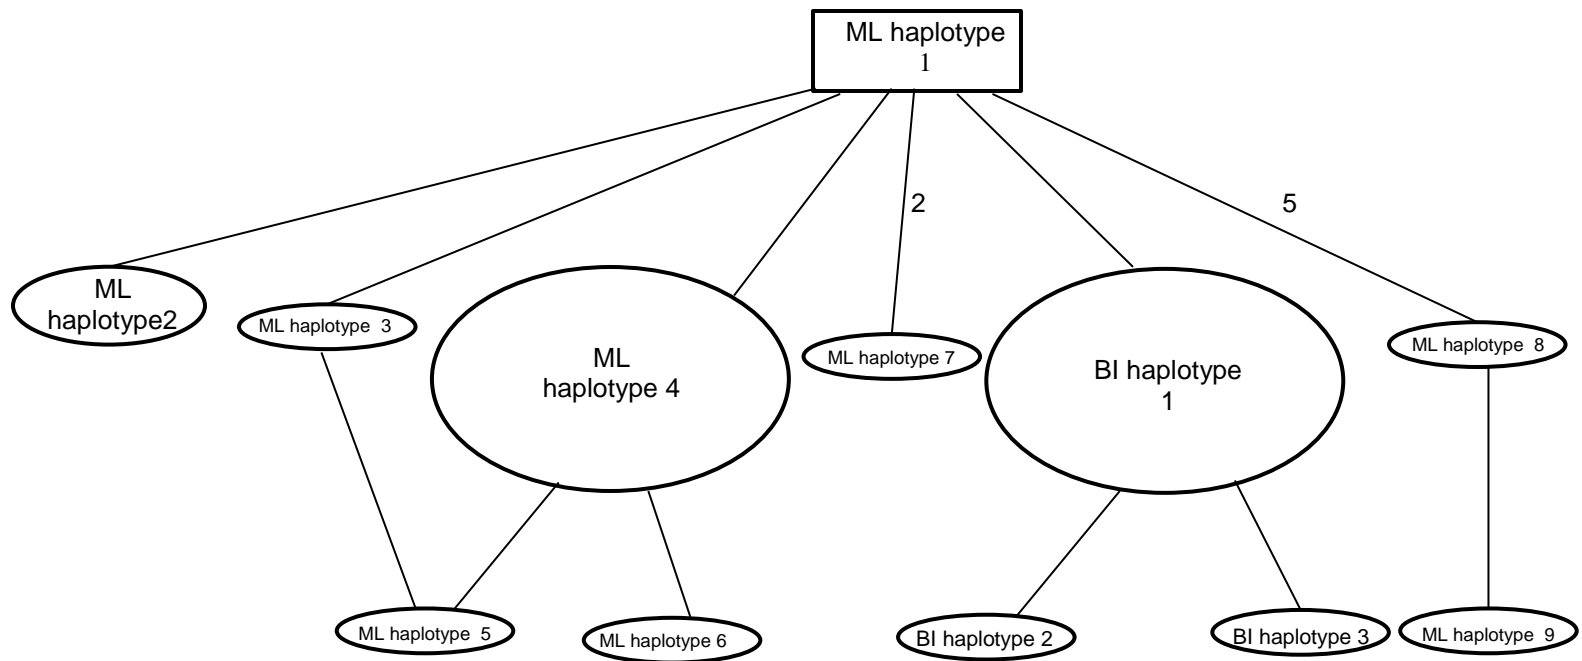 ML haplotype
1
2
5
ML
haplotype2
ML haplotype 3
ML
haplotype 4
ML haplotype 7
BI haplotype
1
ML haplotype 8
ML haplotype 5
ML haplotype 6
BI haplotype 2
BI haplotype 3
ML haplotype 9